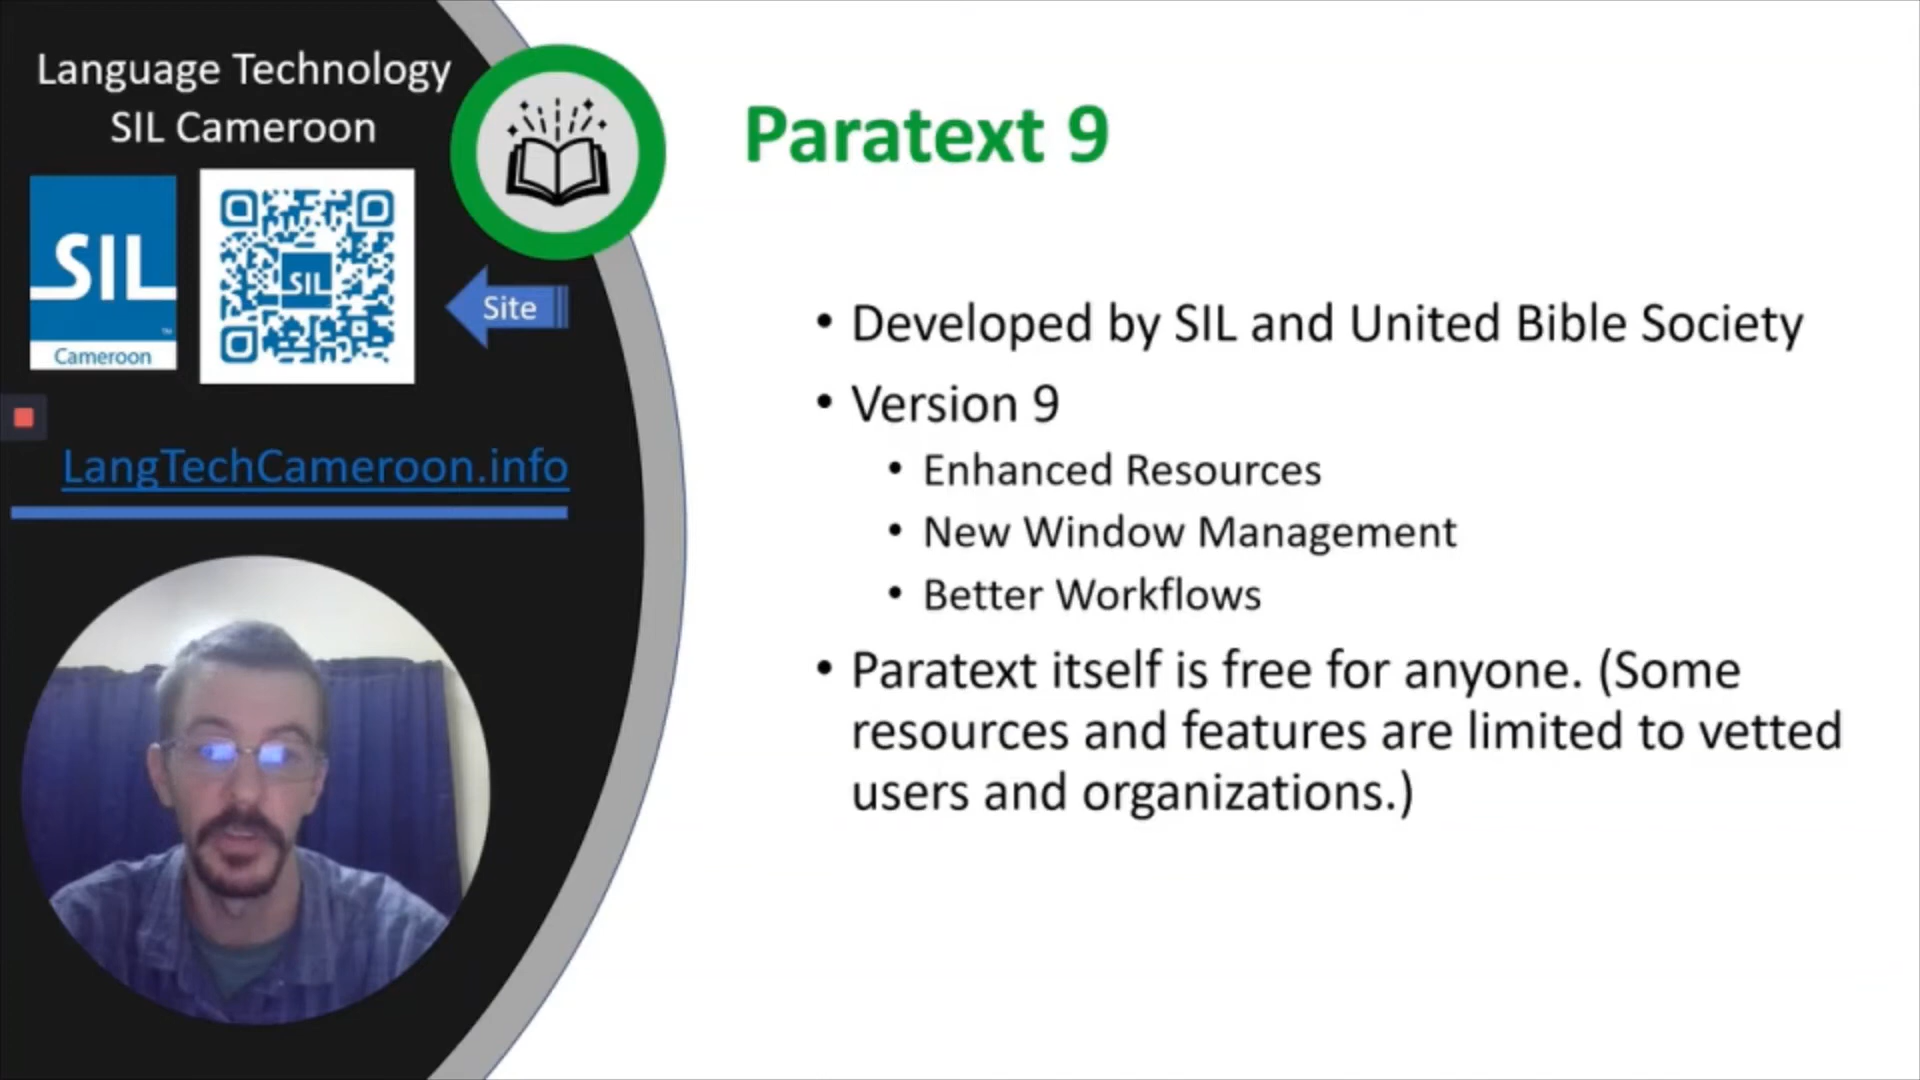 Language Technology
SIL Cameroon
SIL
TM
Cameroon
SIL
Site
LangTechCameroon.info
Paratext 9
• Developed by SIL and United Bible Society
• Version 9
• Enhanced Resources
• New Window Management
• Better Workflows
• Paratext itself is free for anyone. (Some
resources and features are limited to vetted
users and organizations.)